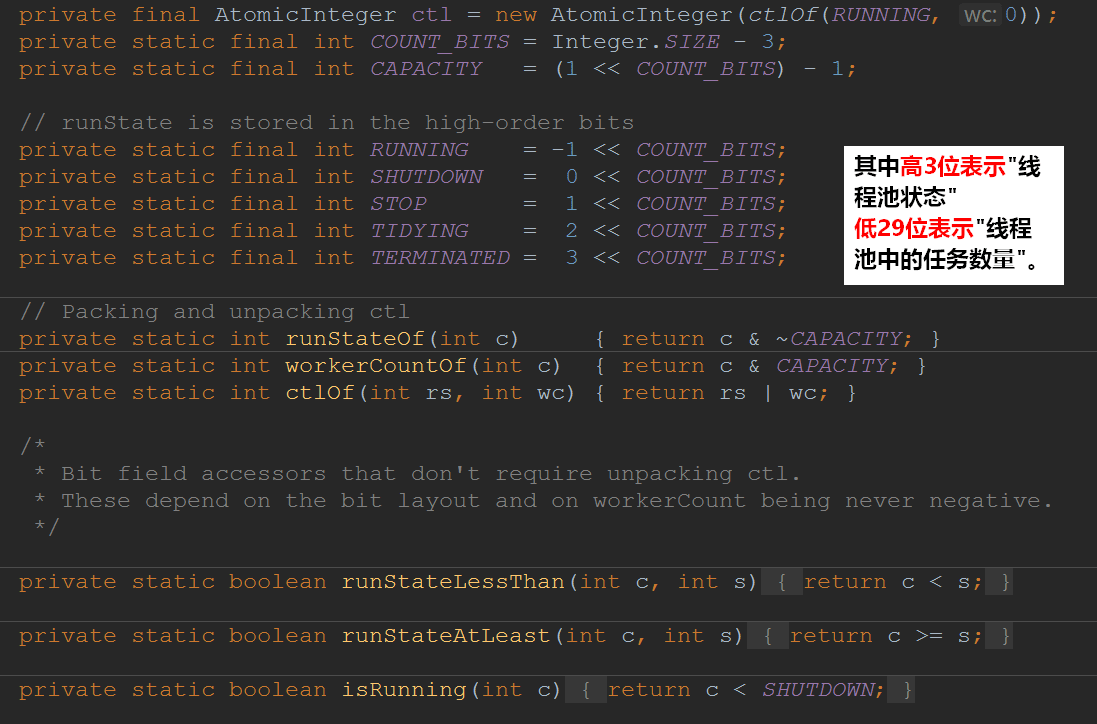 private final AtomicInteger ctl = new AtomicInteger(ctlOf(RUNNING, wc: 0));
private static final int COUNT_BITS = Integer.SIZE - 3;
private static final int CAPACITY   = (1 << COUNT_BITS) - 1;
// runState is stored in the high-order bits
private static final int RUNNING    = -1 << COUNT_BITS;
private static final int SHUTDOWN   =  0 << COUNT_BITS;
private static final int STOP       =  1 << COUNT_BITS;
private static final int TIDYING    =  2 << COUNT_BITS;
private static final int TERMINATED =  3 << COUNT_BITS;
其中高3位表示"线
程池状态"
低29位表示"线程
池中的任务数量"。
// Packing and unpacking ctl
private static int runStateOf(int c)     { return c & ~CAPACITY; }
private static int workerCountOf(int c)  { return c & CAPACITY; }
private static int ctlOf(int rs, int wc) { return rs | wc; }
/*
 * Bit field accessors that don't require unpacking ctl.
 * These depend on the bit layout and on workerCount being never negative.
 */
private static boolean runStateLessThan(int c, int s) { return c < s; }
private static boolean runStateAtLeast(int c, int s) { return c >= s; }
private static boolean isRunning(int c) { return c < SHUTDOWN; }